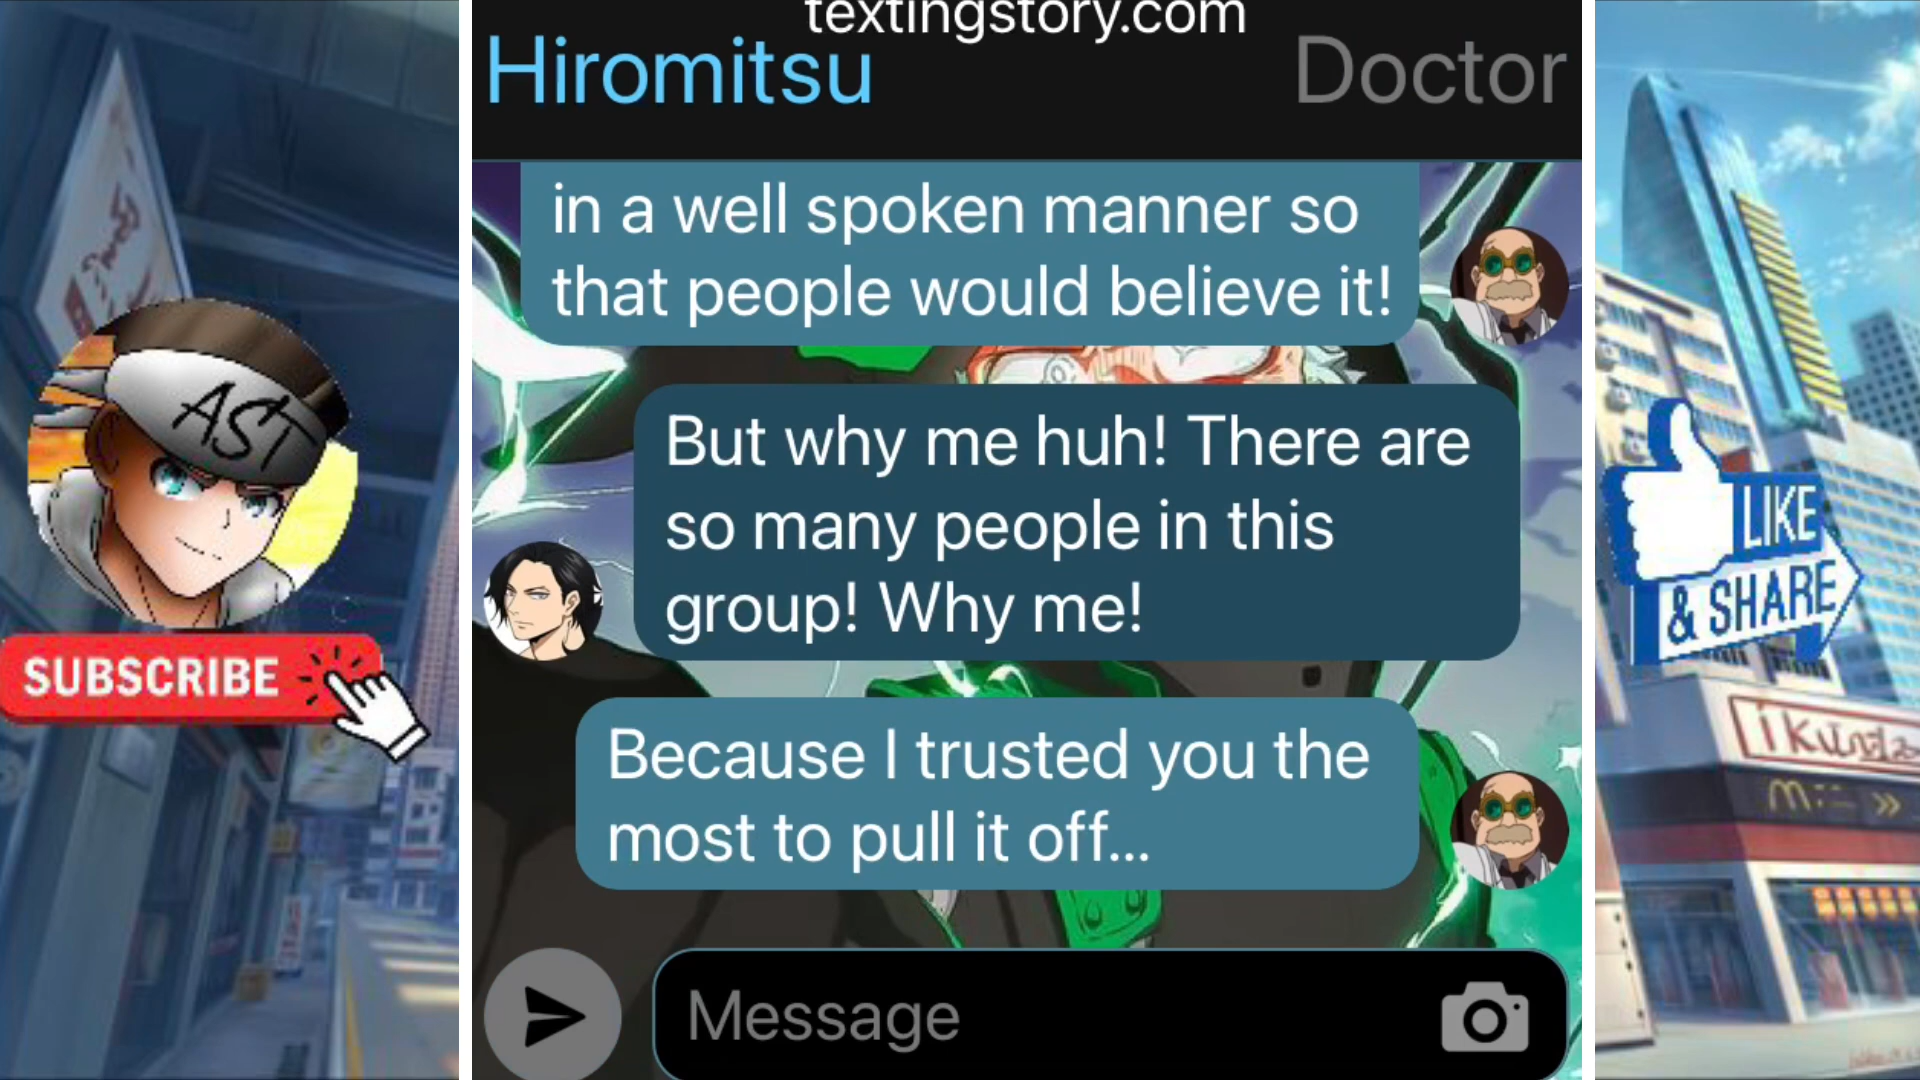 textingstory.com
Hiromitsu
Doctor
in a well spoken manner so
that people would believe it!
But why me huh! There are
so many people in this
group! Why me!
Because I trusted you the
most to pull it off...
Message
AST
SUBSCRIBE
LIKE
& SHARE